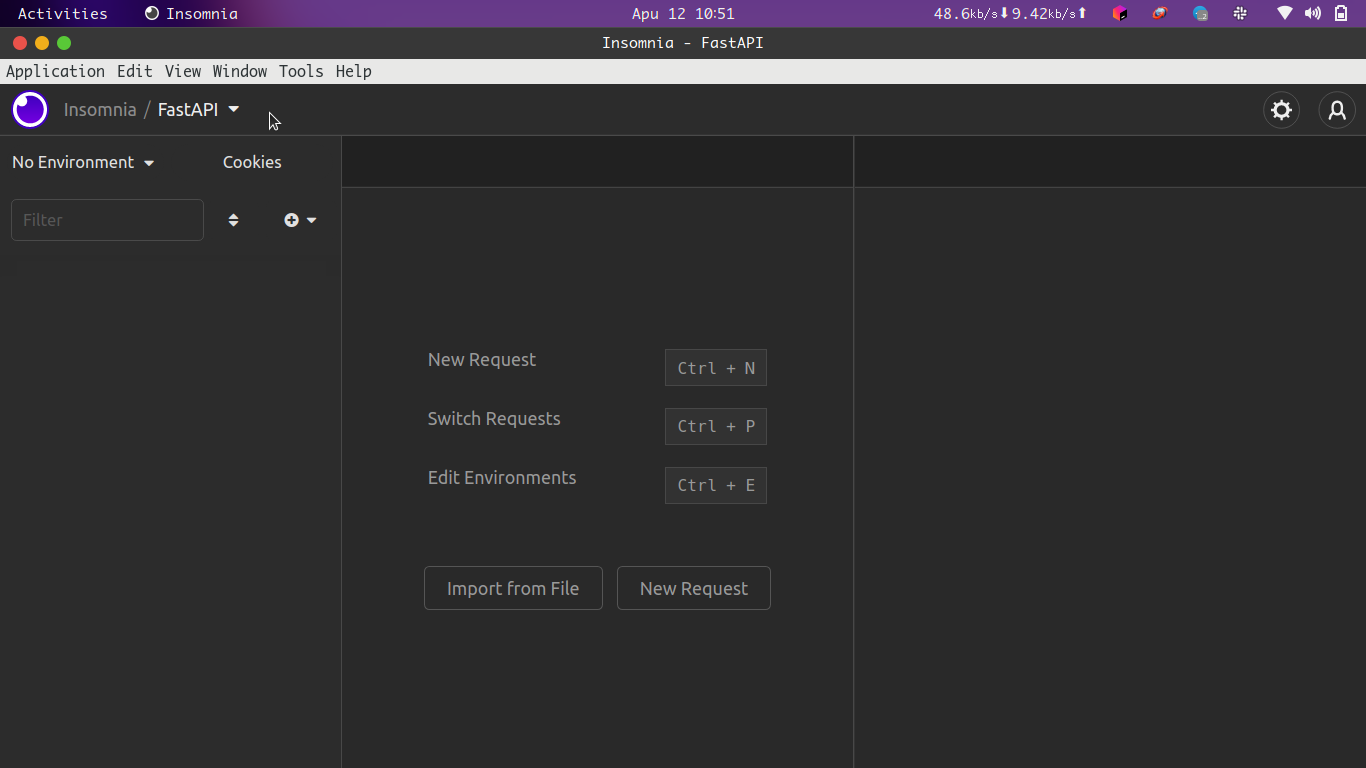 Activities Insomnia Apu 12 10:51 48.6kb/s⬇9.42kb/s⬆
Insomnia - FastAPI
Application Edit View Window Tools Help
Insomnia / FastAPI
No Environment Cookies
Filter
New Request Ctrl + N
Switch Requests Ctrl + P
Edit Environments Ctrl + E
Import from File New Request